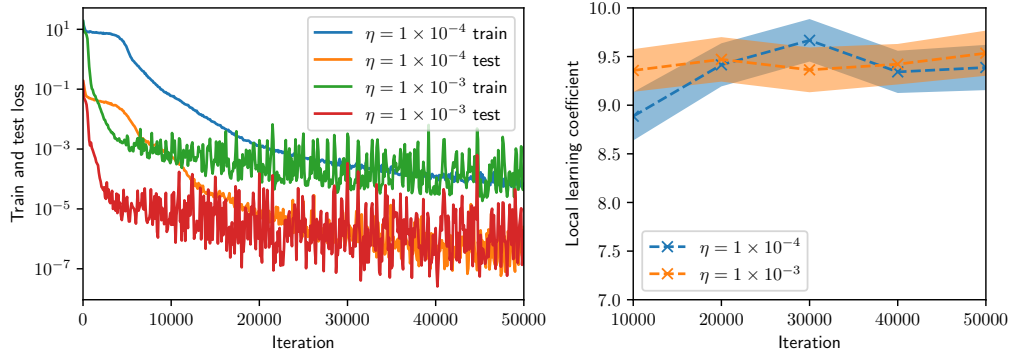 Train and test loss
10^1
10^{-1}
10^{-3}
10^{-5}
10^{-7}
η = 1 × 10^{-4} train
η = 1 × 10^{-4} test
η = 1 × 10^{-3} train
η = 1 × 10^{-3} test
0 10000 20000 30000 40000 50000
Iteration
Local learning coefficient
10.0
9.5
9.0
8.5
8.0
7.5
7.0
η = 1 × 10^{-4}
η = 1 × 10^{-3}
10000 20000 30000 40000 50000
Iteration